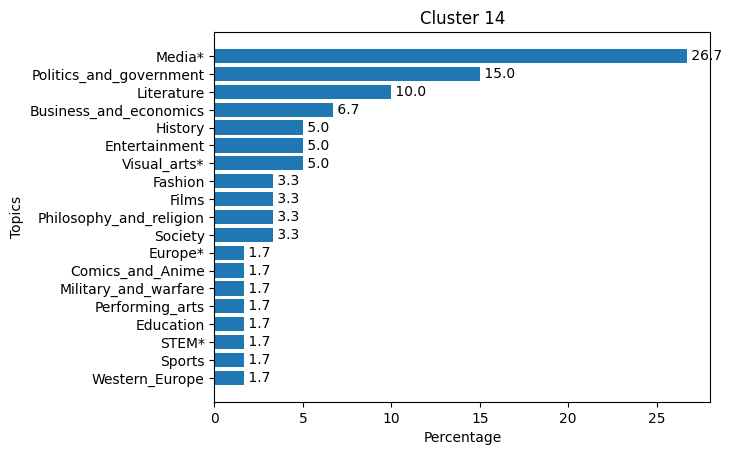 Cluster 14
Media* 26.7
Politics_and_government 15.0
Literature 10.0
Business_and_economics 6.7
History 5.0
Entertainment 5.0
Visual_arts* 5.0
Fashion 3.3
Films 3.3
Philosophy_and_religion 3.3
Society 3.3
Europe* 1.7
Comics_and_Anime 1.7
Military_and_warfare 1.7
Performing_arts 1.7
Education 1.7
STEM* 1.7
Sports 1.7
Western_Europe 1.7
Topics
0 5 10 15 20 25
Percentage